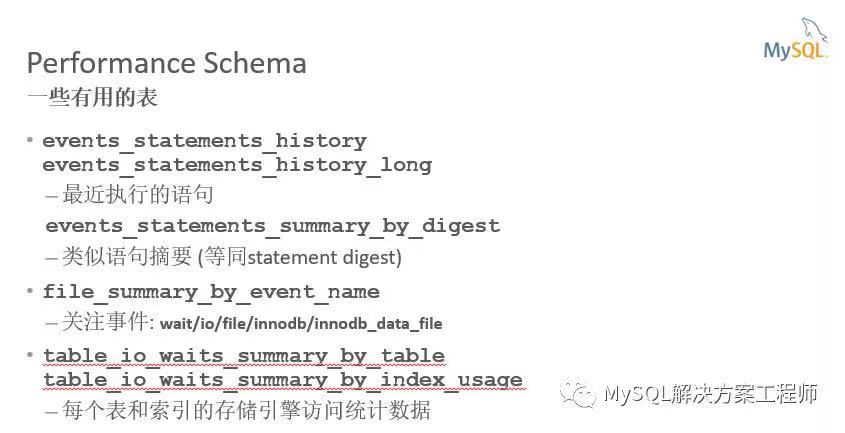 MySQL
Performance Schema
一些有用的表
• events_statements_history
events_statements_history_long
– 最近执行的语句
events_statements_summary_by_digest
– 类似语句摘要 (等同statement digest)
• file_summary_by_event_name
– 关注事件: wait/io/file/innodb/innodb_data_file
• table_io_waits_summary_by_table
table_io_waits_summary_by_index_usage
– 每个表和索引的存储引擎访问统计数据
MySQL解决方案工程师